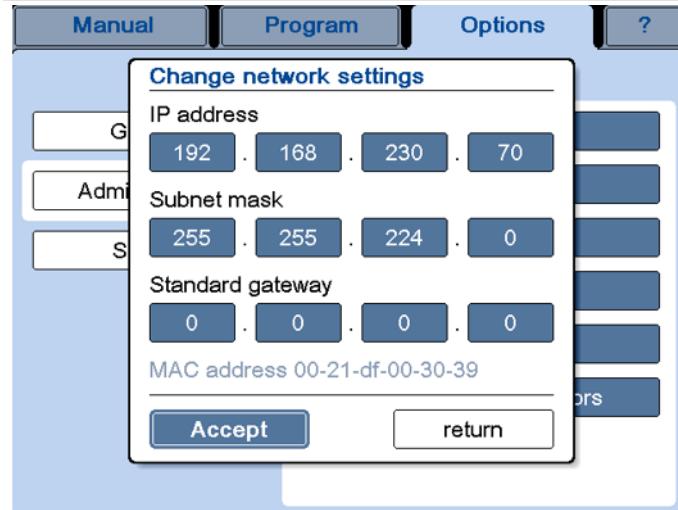 Manual Program Options ?
Change network settings
IP address
G
192 . 168 . 230 . 70
Admi
Subnet mask
S
255 . 255 . 224 . 0
Standard gateway
0 . 0 . 0 . 0
MAC address 00-21-df-00-30-39
ors
Accept return